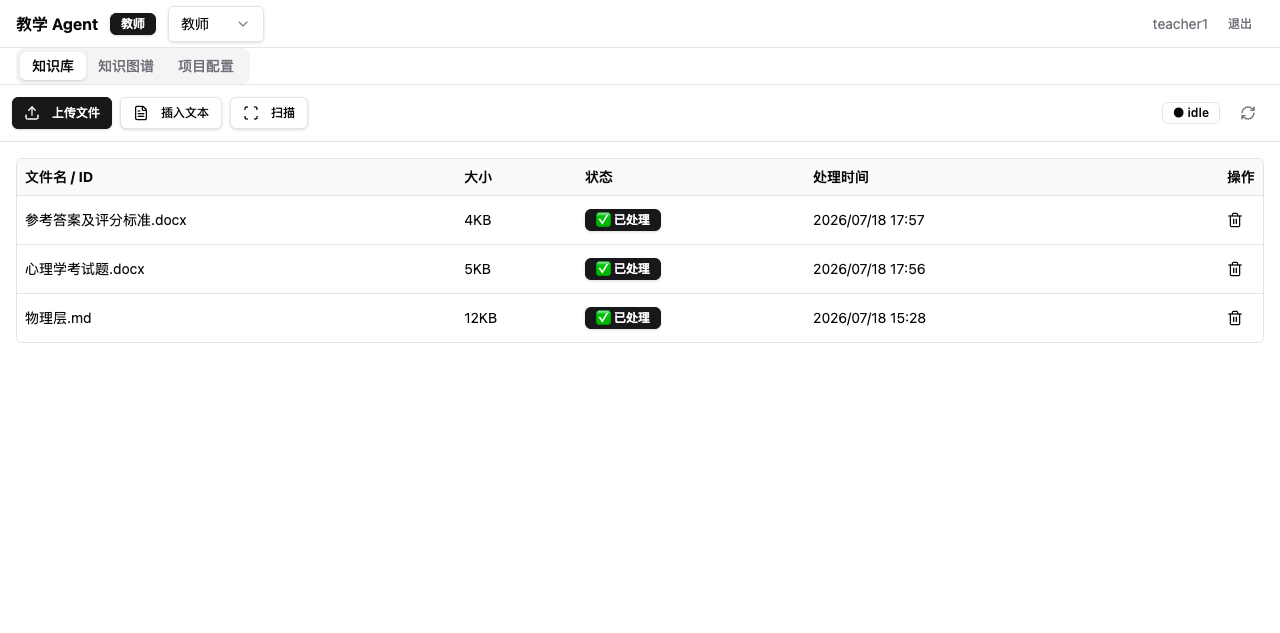 教学 Agent 教师 教师 teacher1 退出
知识库 知识图谱 项目配置
上传文件 插入文本 扫描 idle
文件名 / ID 大小 状态 处理时间 操作
参考答案及评分标准.docx 4KB ✅ 已处理 2026/07/18 17:57
心理学考试题.docx 5KB ✅ 已处理 2026/07/18 17:56
物理层.md 12KB ✅ 已处理 2026/07/18 15:28